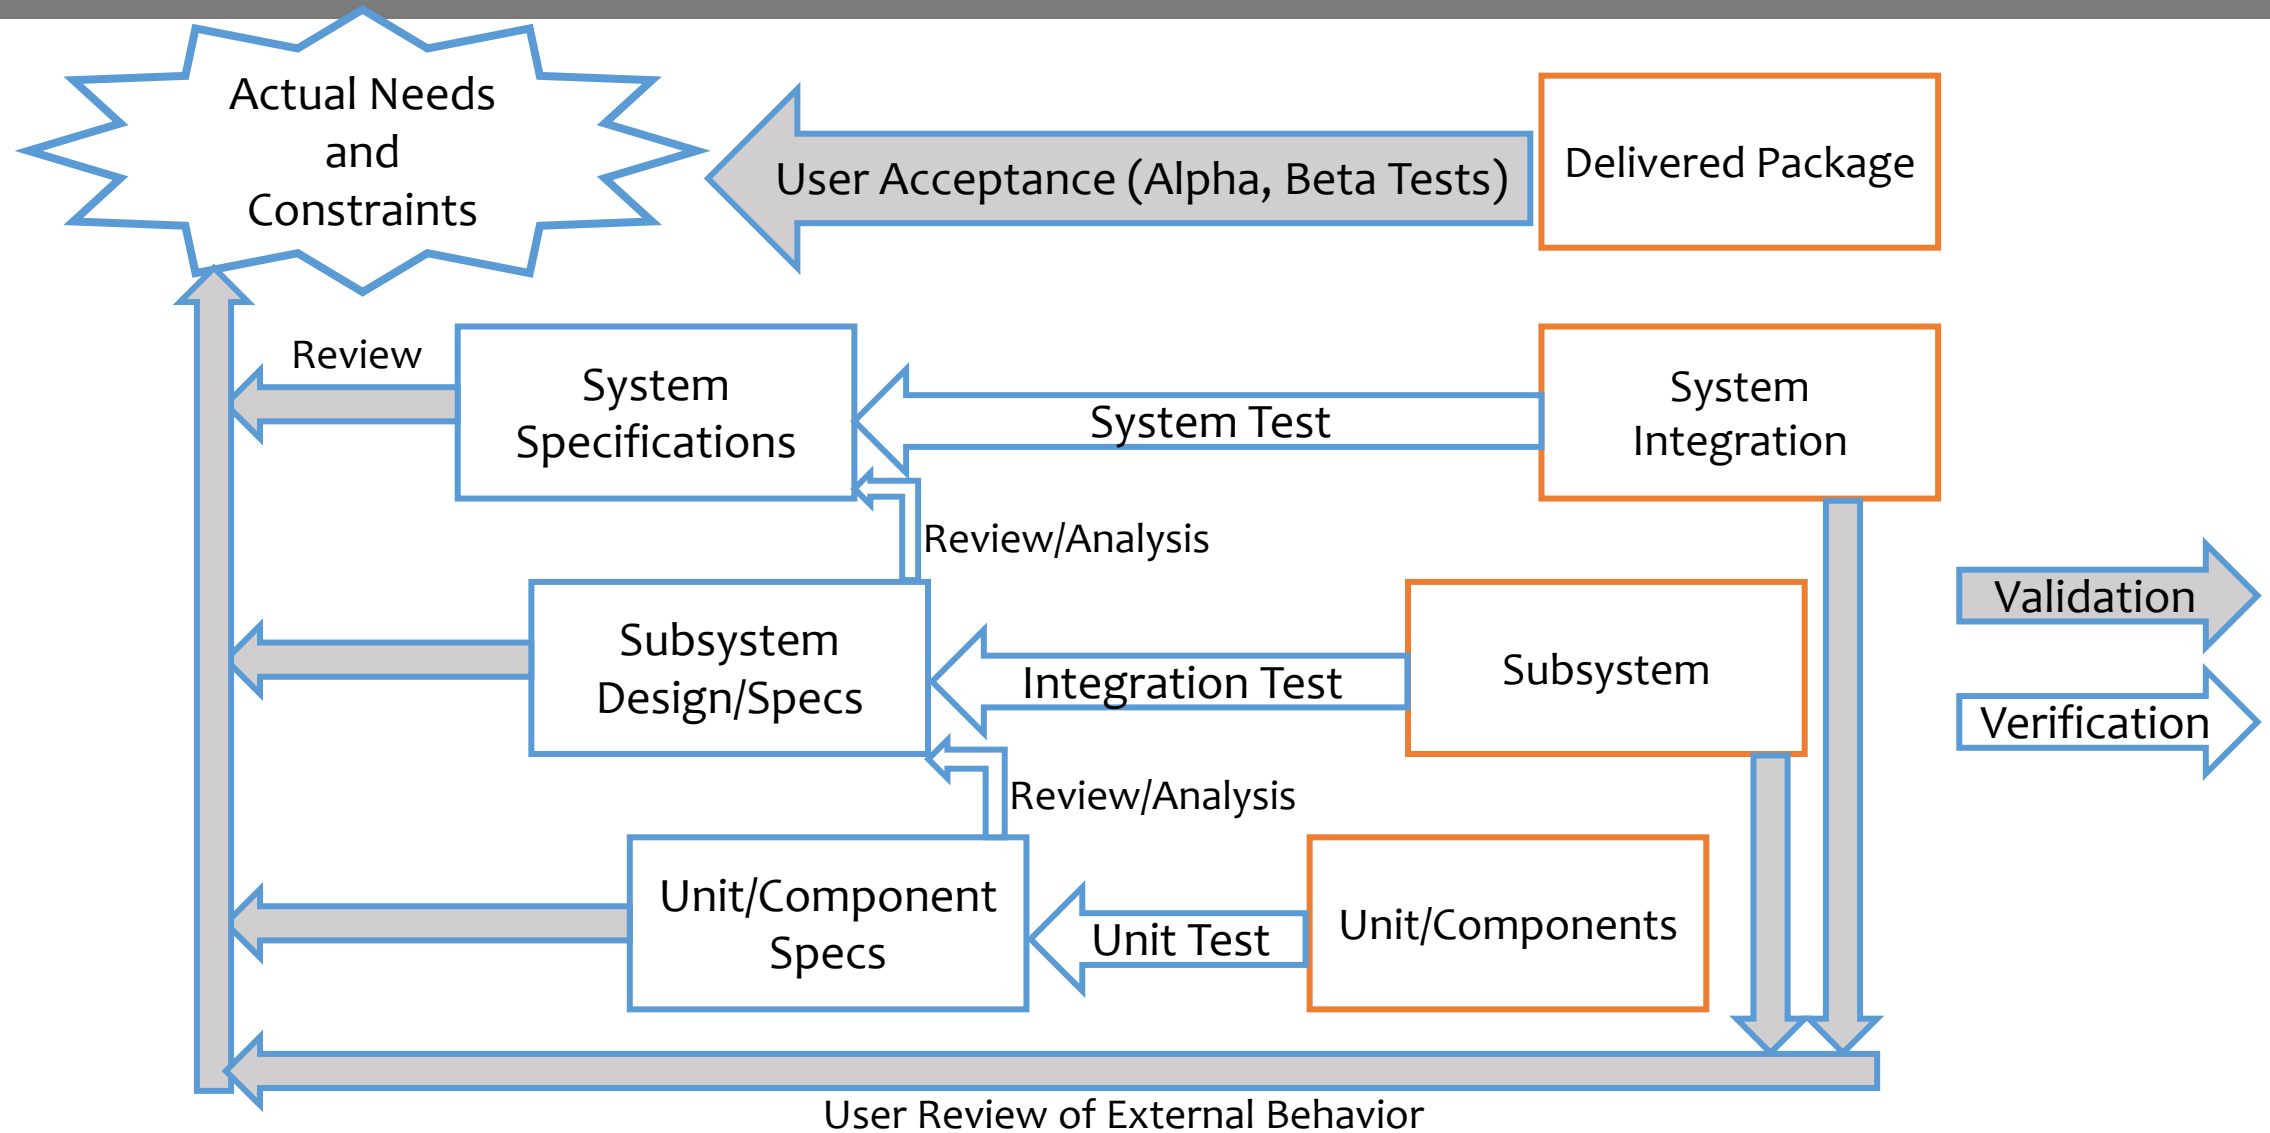 Actual Needs
and
Constraints
User Acceptance (Alpha, Beta Tests)
Delivered Package
Review
System
Specifications
System Test
System
Integration
Review/Analysis
Subsystem
Design/Specs
Integration Test
Subsystem
Validation
Verification
Review/Analysis
Unit/Component
Specs
Unit Test
Unit/Components
User Review of External Behavior